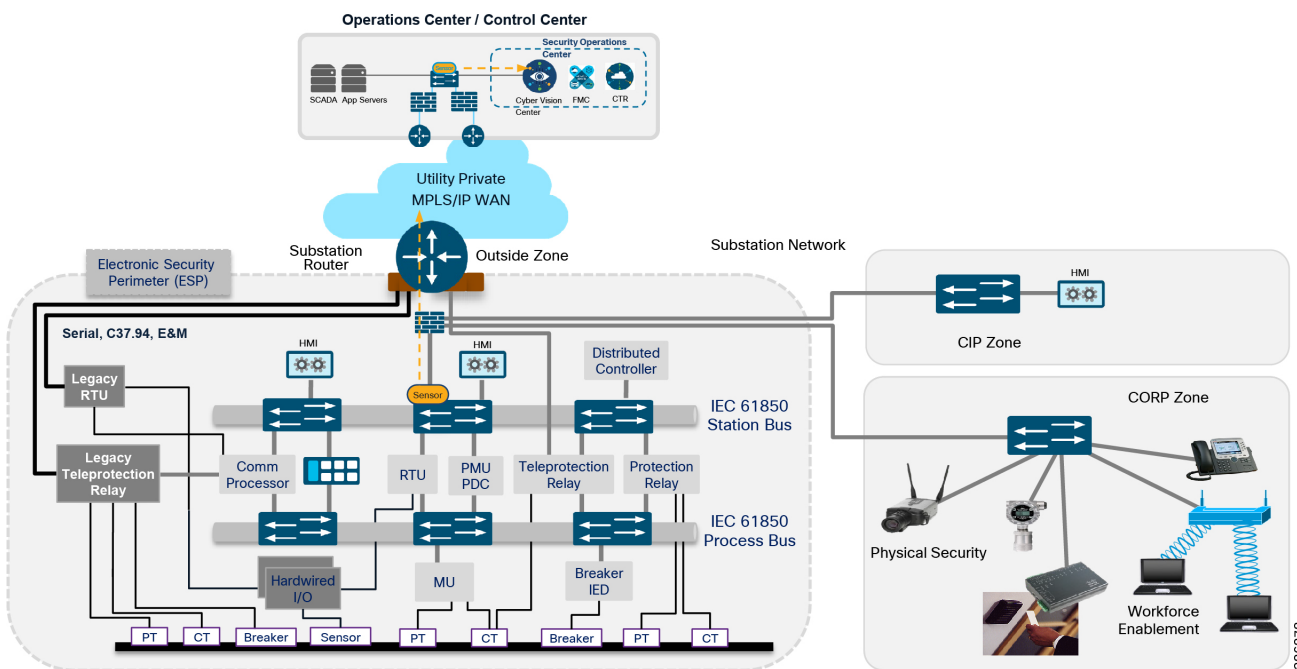 Operations Center / Control Center
Security Operations
Center
Sensor
SCADA
App Servers
Cyber Vision
Center
FMC
CTR
Utility Private
MPLS/IP WAN
Substation
Router
Outside Zone
Substation Network
Electronic Security
Perimeter (ESP)
HMI
CIP Zone
Serial, C37.94, E&M
HMI
HMI
Distributed
Controller
Legacy
RTU
Sensor
IEC 61850
Station Bus
CORP Zone
Legacy
Teleprotection
Relay
Comm
Processor
RTU
PMU
PDC
Teleprotection
Relay
Protection
Relay
IEC 61850
Process Bus
Physical Security
Hardwired
I/O
MU
Breaker
IED
Workforce
Enablement
PT
CT
Breaker
Sensor
PT
CT
Breaker
PT
CT